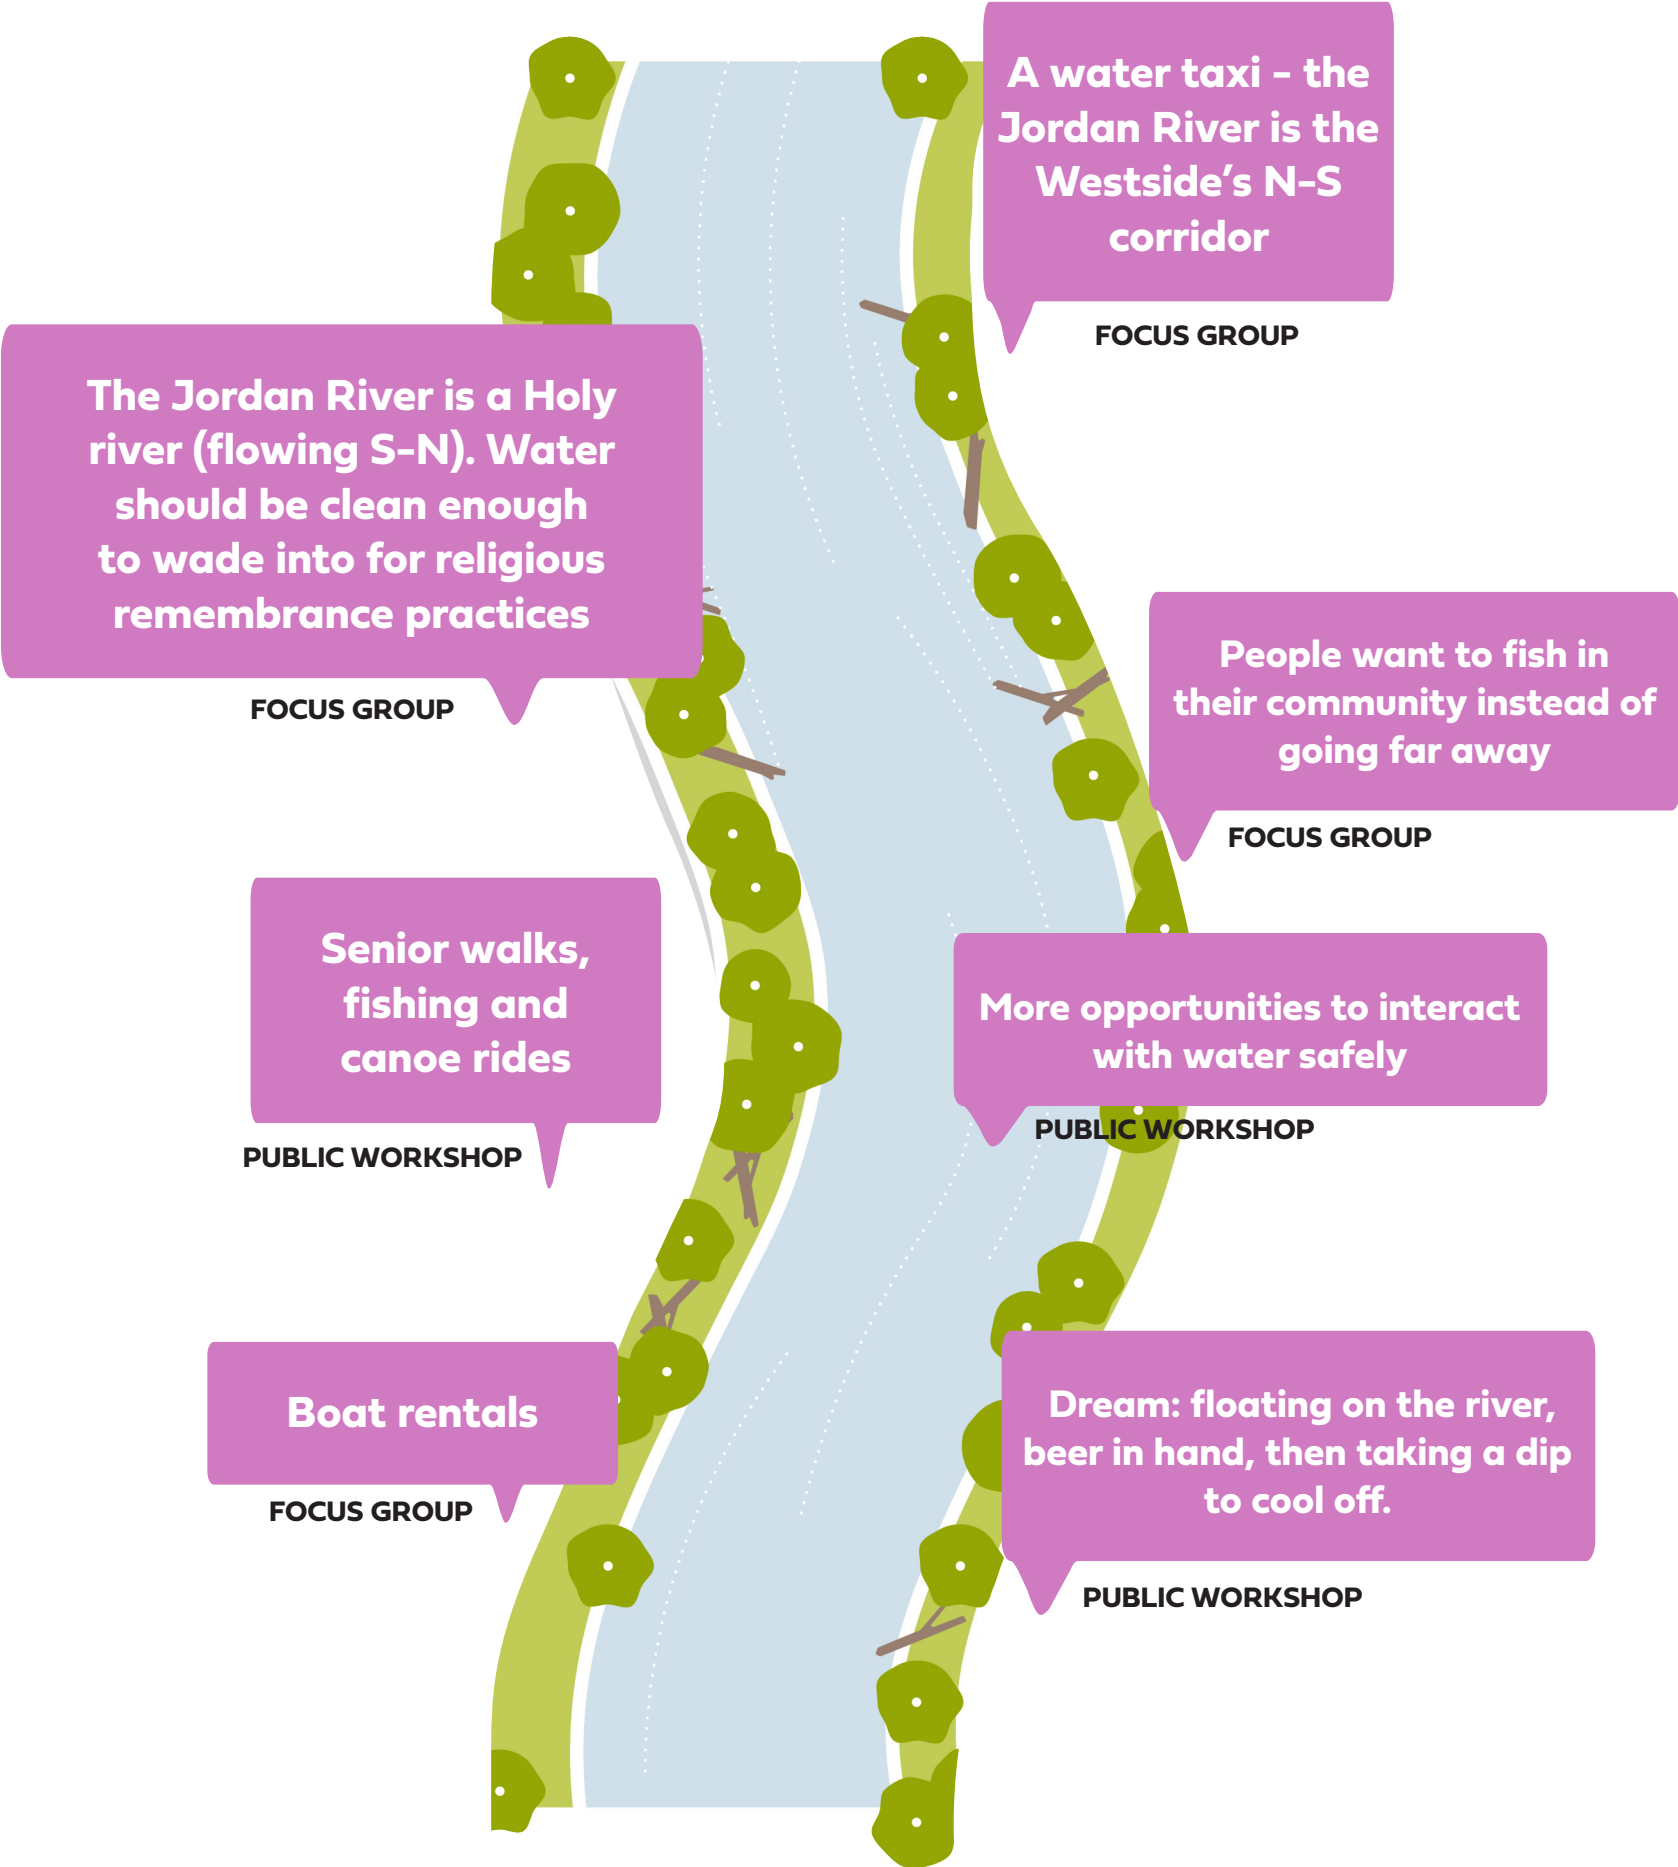 A water taxi - the
Jordan River is the
Westside's N-S
corridor
FOCUS GROUP
The Jordan River is a Holy
river (flowing S-N). Water
should be clean enough
to wade into for religious
remembrance practices
FOCUS GROUP
People want to fish in
their community instead of
going far away
FOCUS GROUP
Senior walks,
fishing and
canoe rides
PUBLIC WORKSHOP
More opportunities to interact
with water safely
PUBLIC WORKSHOP
Boat rentals
FOCUS GROUP
Dream: floating on the river,
beer in hand, then taking a dip
to cool off.
PUBLIC WORKSHOP